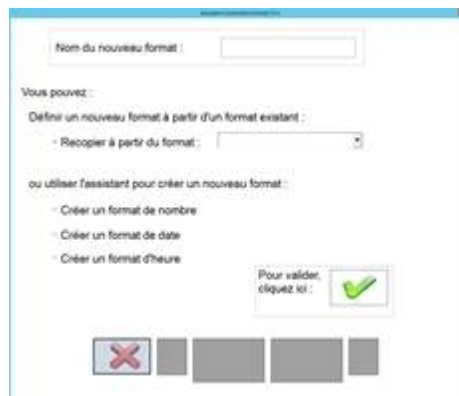 Nom du nouveau format :
Vous pouvez :
Définir un nouveau format à partir d'un format existant :
- Recopier à partir du format :
ou utiliser l'assistant pour créer un nouveau format :
- Créer un format de nombre
- Créer un format de date
- Créer un format d'heure
Pour valider,
cliquez ici :